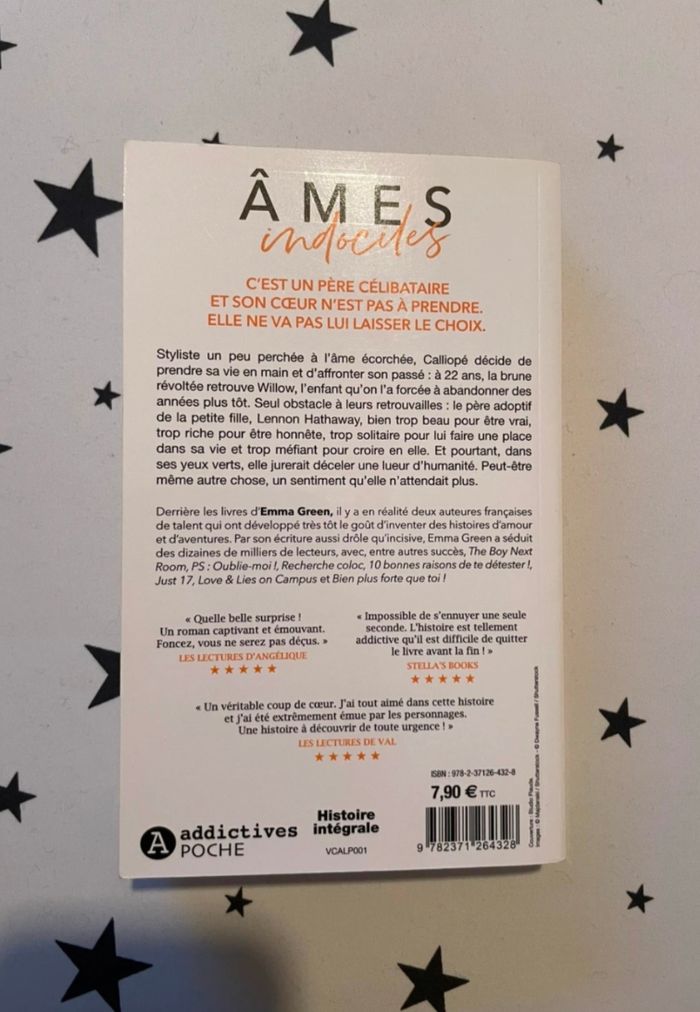 ÂMES
indociles
C'EST UN PÈRE CÉLIBATAIRE
ET SON CŒUR N'EST PAS À PRENDRE.
ELLE NE VA PAS LUI LAISSER LE CHOIX.
Styliste un peu perchée à l'âme écorchée, Calliopé décide de
prendre sa vie en main et d'affronter son passé : à 22 ans, la brune
révoltée retrouve Willow, l'enfant qu'on l'a forcée à abandonner des
années plus tôt. Seul obstacle à leurs retrouvailles : le père adoptif
de la petite fille, Lennon Hathaway, bien trop beau pour être vrai,
trop riche pour être honnête, trop solitaire pour lui faire une place
dans sa vie et trop méfiant pour croire en elle. Et pourtant, dans
ses yeux verts, elle jurerait déceler une lueur d'humanité. Peut-être
même autre chose, un sentiment qu'elle n'attendait plus.
Derrière les livres d'Emma Green, il y a en réalité deux auteures françaises
de talent qui ont développé très tôt le goût d'inventer des histoires d'amour
et d'aventures. Par son écriture aussi drôle qu'incisive, Emma Green a séduit
des dizaines de milliers de lecteurs, avec, entre autres succès, The Boy Next
Room, PS : Oublie-moi !, Recherche coloc, 10 bonnes raisons de te détester !,
Just 17, Love & Lies on Campus et Bien plus forte que toi !
« Quelle belle surprise !
Un roman captivant et émouvant.
Foncez, vous ne serez pas déçus. »
LES LECTURES D'ANGÉLIQUE
« Impossible de s'ennuyer une seule
seconde. L'histoire est tellement
addictive qu'il est difficile de quitter
le livre avant la fin ! »
STELLA'S BOOKS
« Un véritable coup de cœur. J'ai tout aimé dans cette histoire
et j'ai été extrêmement émue par les personnages.
Une histoire à découvrir de toute urgence ! »
LES LECTURES DE VAL
ISBN : 978-2-37126-432-8
7,90 € TTC
A addictives
POCHE
Histoire
intégrale
VCALP001
9 782371 264328
Couverture : Studio
Images : © / Shutterstock - © Dwayne Fussell / Shutterstock